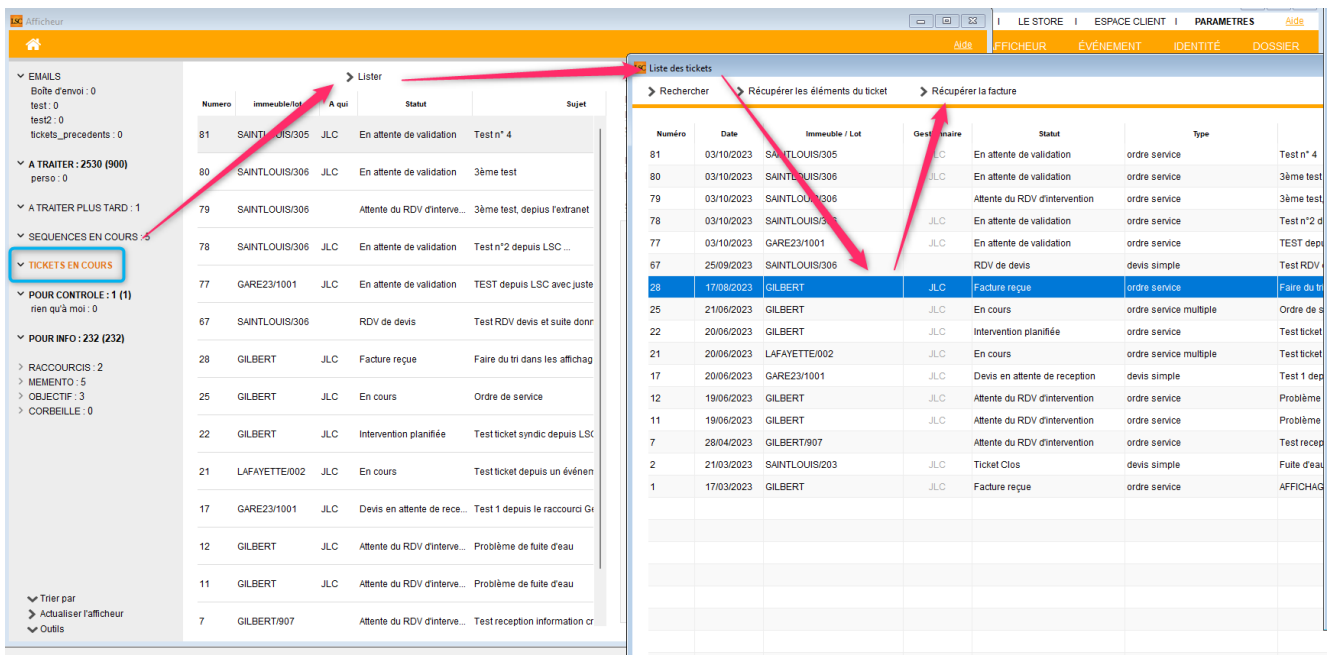 LSC Afficheur
I LE STORE I ESPACE CLIENT I PARAMETRES Aide
Aide AFFICHEUR ÉVÉNEMENT IDENTITÉ DOSSIER
EMAILS
Boîte d'envoi : 0
test : 0
test2 : 0
tickets_precedents : 0
A TRAITER : 2530 (900)
perso : 0
A TRAITER PLUS TARD : 1
SEQUENCES EN COURS : 5
TICKETS EN COURS
POUR CONTROLE : 1 (1)
rien qu'à moi : 0
POUR INFO : 232 (232)
RACCOURCIS : 2
MEMENTO : 5
OBJECTIF : 3
CORBEILLE : 0
Trier par
Actualiser l'afficheur
Outils
Lister
Numero immeuble/lot A qui Statut Sujet
81 SAINTLOUIS/305 JLC En attente de validation Test n° 4
80 SAINTLOUIS/306 JLC En attente de validation 3ème test
79 SAINTLOUIS/306 Attente du RDV d'interve... 3ème test, depius l'extranet
78 SAINTLOUIS/306 JLC En attente de validation Test n°2 depuis LSC ...
77 GARE23/1001 JLC En attente de validation TEST depuis LSC avec juste
67 SAINTLOUIS/306 RDV de devis Test RDV devis et suite donn
28 GILBERT JLC Facture reçue Faire du tri dans les affichag
25 GILBERT JLC En cours Ordre de service
22 GILBERT JLC Intervention planifiée Test ticket syndic depuis LSC
21 LAFAYETTE/002 JLC En cours Test ticket depuis un événem
17 GARE23/1001 JLC Devis en attente de rece... Test 1 depuis le raccourci Ge
12 GILBERT JLC Attente du RDV d'interve... Problème de fuite d'eau
11 GILBERT JLC Attente du RDV d'interve... Problème de fuite d'eau
7 GILBERT/907 Attente du RDV d'interve... Test reception information cr
Liste des tickets
Rechercher Récupérer les éléments du ticket Récupérer la facture
Numéro Date Immeuble / Lot Gestionnaire Statut Type
81 03/10/2023 SAINTLOUIS/305 JLC En attente de validation ordre service Test n° 4
80 03/10/2023 SAINTLOUIS/306 JLC En attente de validation ordre service 3ème test
79 03/10/2023 SAINTLOUIS/306 Attente du RDV d'intervention ordre service 3ème test,
78 03/10/2023 SAINTLOUIS/306 JLC En attente de validation ordre service Test n°2 d
77 03/10/2023 GARE23/1001 JLC En attente de validation ordre service TEST depu
67 25/09/2023 SAINTLOUIS/306 RDV de devis devis simple Test RDV
28 17/08/2023 GILBERT JLC Facture reçue ordre service Faire du tri
25 21/06/2023 GILBERT JLC En cours ordre service multiple Ordre de s
22 20/06/2023 GILBERT JLC Intervention planifiée ordre service Test ticket
21 20/06/2023 LAFAYETTE/002 JLC En cours ordre service multiple Test ticket
17 20/06/2023 GARE23/1001 JLC Devis en attente de reception devis simple Test 1 dep
12 19/06/2023 GILBERT JLC Attente du RDV d'intervention ordre service Problème
11 19/06/2023 GILBERT JLC Attente du RDV d'intervention ordre service Problème
7 28/04/2023 GILBERT/907 Attente du RDV d'intervention ordre service Test recep
2 21/03/2023 SAINTLOUIS/203 JLC Ticket Clos devis simple Fuite d'eau
1 17/03/2023 GILBERT JLC Facture reçue ordre service AFFICHAG